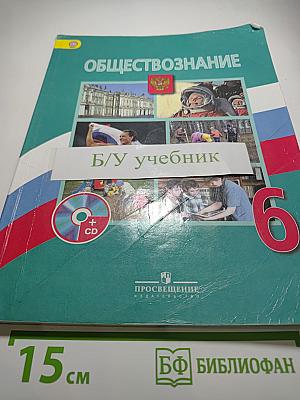 ОБЩЕСТВОЗНАНИЕ
Б/У учебник
+
CD
6
ПРОСВЕЩЕНИЕ
ИЗДАТЕЛЬСТВО
15 см
БФ БИБЛИОФАН